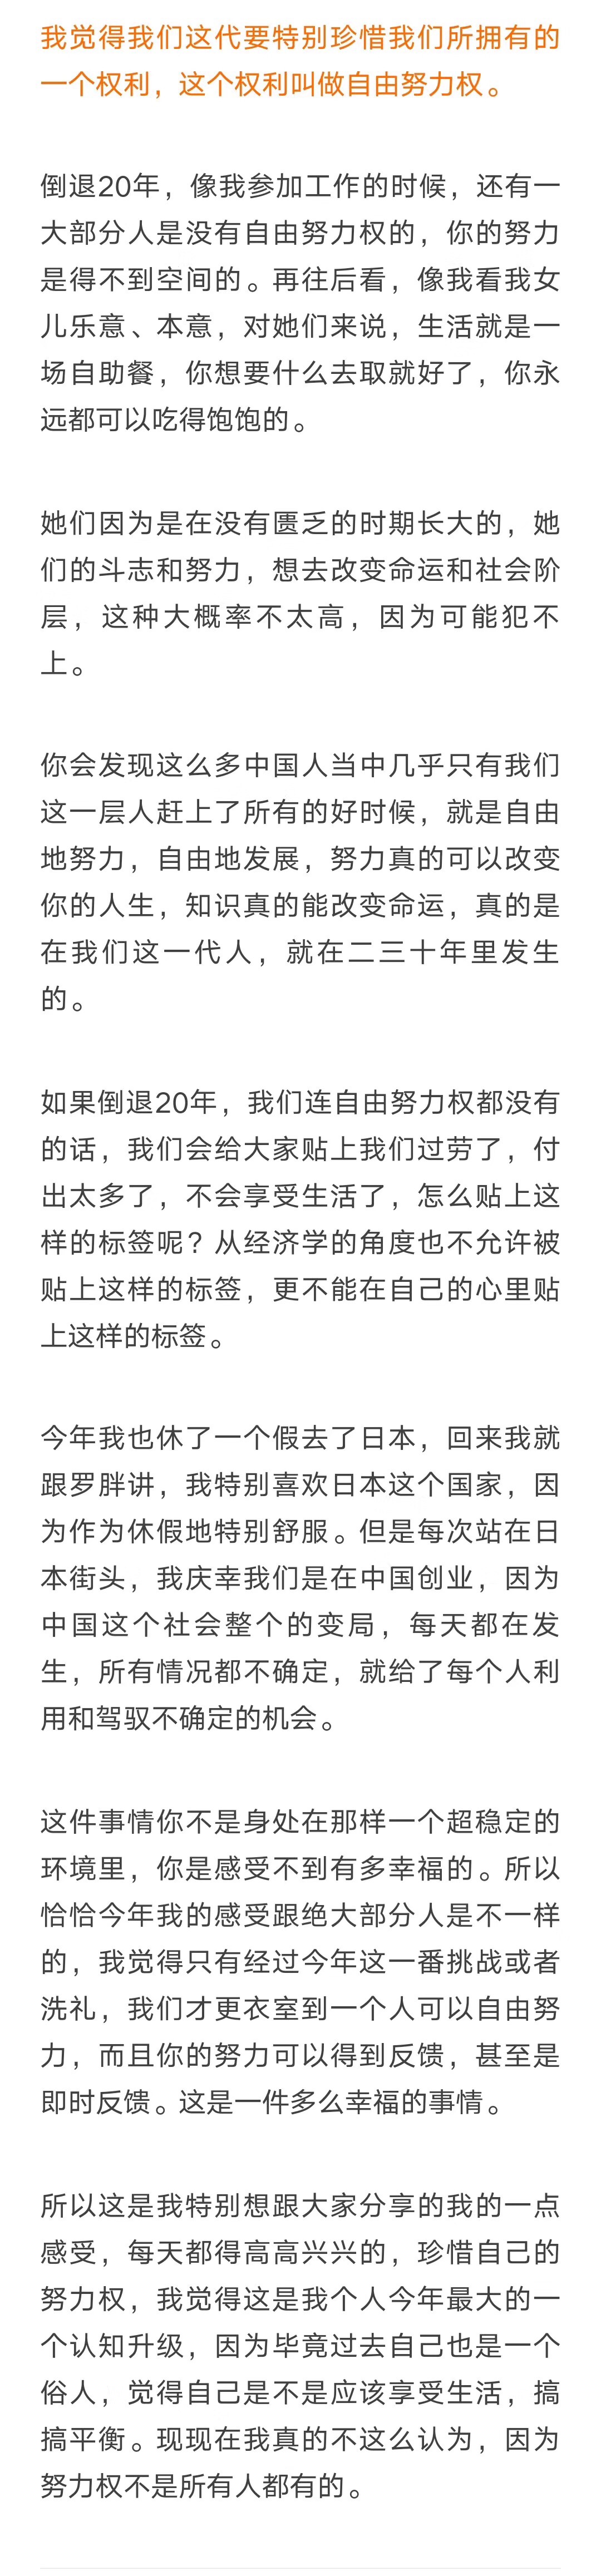 我觉得我们这代要特别珍惜我们所拥有的
一个权利，这个权利叫做自由努力权。
倒退20年，像我参加工作的时候，还有一
大部分人是没有自由努力权的，你的努力
是得不到空间的。再往后看，像我看我女
儿乐意、本意，对她们来说，生活就是一
场自助餐，你想要什么去取就好了，你永
远都可以吃得饱饱的。
她们因为是在没有匮乏的时期长大的，她
们的斗志和努力，想去改变命运和社会阶
层，这种大概率不太高，因为可能犯不
上。
你会发现这么多中国人当中几乎只有我们
这一层人赶上了所有的好时候，就是自由
地努力，自由地发展，努力真的可以改变
你的人生，知识真的能改变命运，真的是
在我们这一代人，就在二三十年里发生
的。
如果倒退20年，我们连自由努力权都没有
的话，我们会给大家贴上我们过劳了，付
出太多了，不会享受生活了，怎么贴上这
样的标签呢？从经济学的角度也不允许被
贴上这样的标签，更不能在自己的心里贴
上这样的标签。
今年我也休了一个假去了日本，回来我就
跟罗胖讲，我特别喜欢日本这个国家，因
为作为休假地特别舒服。但是每次站在日
本街头，我庆幸我们是在中国创业，因为
中国这个社会整个的变局，每天都在发
生，所有情况都不确定，就给了每个人利
用和驾驭不确定的机会。
这件事情你不是身处在那样一个超稳定的
环境里，你是感受不到有多幸福的。所以
恰恰今年我的感受跟绝大部分人是不一样
的，我觉得只有经过今年这一番挑战或者
洗礼，我们才更衣室到一个人可以自由努
力，而且你的努力可以得到反馈，甚至是
即时反馈。这是一件多么幸福的事情。
所以这是我特别想跟大家分享的我的一点
感受，每天都得高高兴兴的，珍惜自己的
努力权，我觉得这是我个人今年最大的一
个认知升级，因为毕竟过去自己也是一个
俗人，觉得自己是不是应该享受生活，搞
搞平衡。现现在我真的不这么认为，因为
努力权不是所有人都有的。